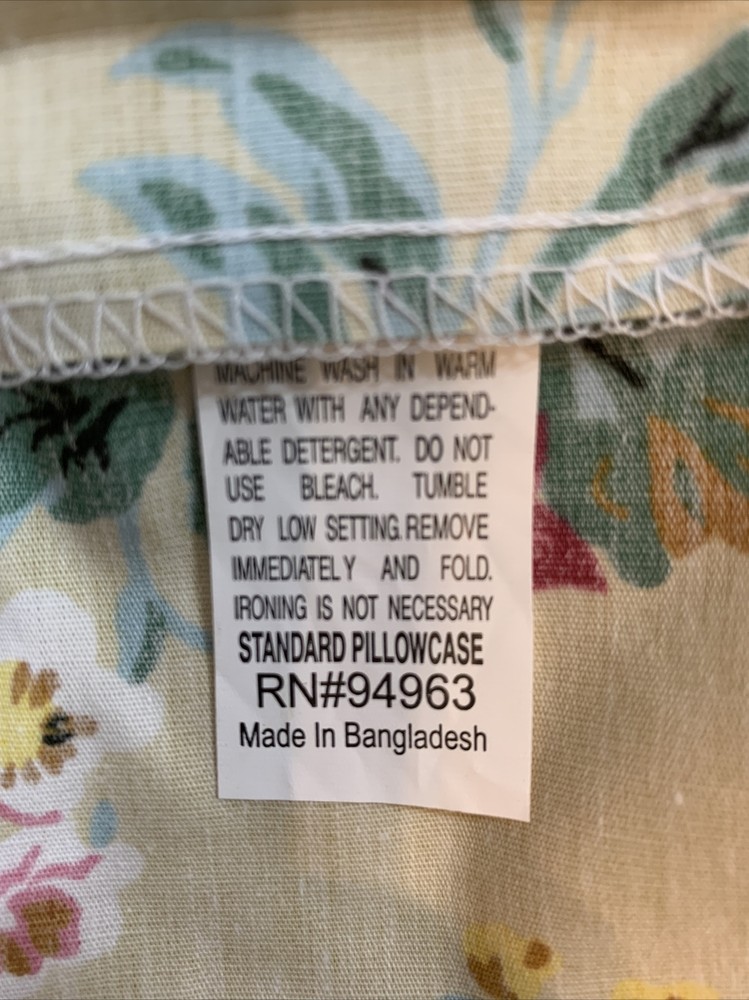 MACHINE WASH IN WARM
WATER WITH ANY DEPEND-
ABLE DETERGENT. DO NOT
USE BLEACH. TUMBLE
DRY LOW SETTING.REMOVE
IMMEDIATELY AND FOLD.
IRONING IS NOT NECESSARY
STANDARD PILLOWCASE
RN#94963
Made In Bangladesh